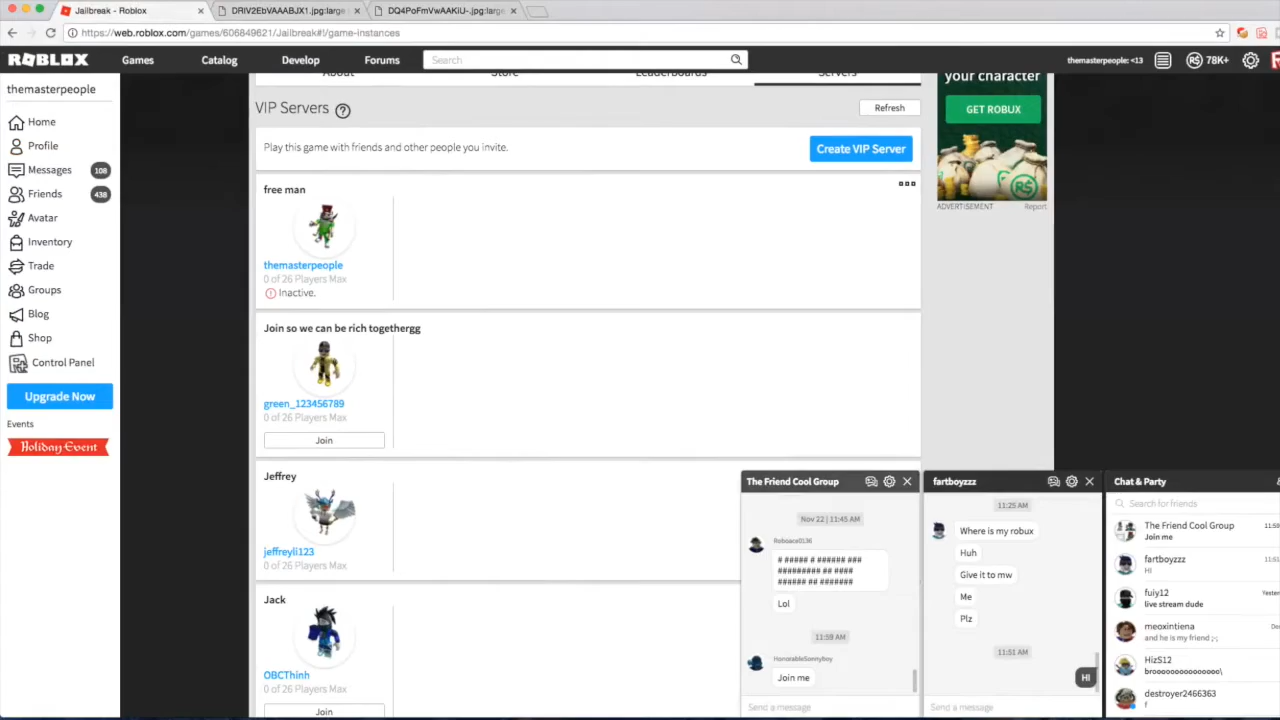 Jailbreak - Roblox
DRIV2EbVAAABJX1.jpg:large
DQ4PoFmVwAAKiU-.jpg:large
https://web.roblox.com/games/606849621/Jailbreak#!/game-instances
ROBLOX
Games
Catalog
Develop
Forums
Search
themasterpeople: <13
R$ 78K+
themasterpeople
Home
Profile
Messages 108
Friends 438
Avatar
Inventory
Trade
Groups
Blog
Shop
Control Panel
Upgrade Now
Events
Holiday Event
About
Store
Leaderboards
Servers
VIP Servers ?
Refresh
Play this game with friends and other people you invite.
Create VIP Server
free man
themasterpeople
0 of 26 Players Max
Inactive.
Join so we can be rich togethergg
green_123456789
0 of 26 Players Max
Join
Jeffrey
jeffreyli123
0 of 26 Players Max
Jack
OBCThinh
0 of 26 Players Max
Join
your character
GET ROBUX
R$
ADVERTISEMENT
Report
The Friend Cool Group
Nov 22 | 11:45 AM
Roboace0136
# ##### # ###### ###
######### ## ####
###### ## #######
Lol
11:59 AM
HonorableSonnyboy
Join me
Send a message
fartboyzzz
11:25 AM
Where is my robux
Huh
Give it to mw
Me
Plz
11:51 AM
HI
Send a message
Chat & Party
Search for friends
The Friend Cool Group
Join me
fartboyzzz
HI
fuiy12
live stream dude
meoxintiena
and he is my friend ;-;
HizS12
brooooooooooooooo\
destroyer2466363
f